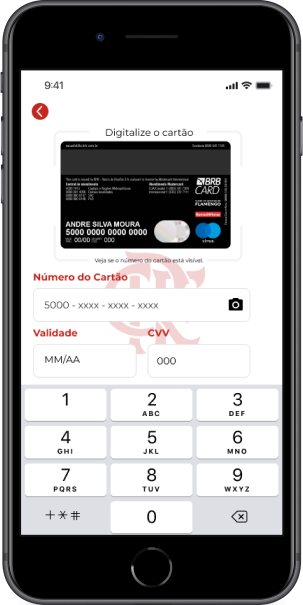 9:41
Digitalize o cartão
BRB
CARD
FLAMENGO
ANDRE SILVA MOURA
5000 0000 0000 0000
00/00
000
Veja se o número do cartão está visível.
Número do Cartão
5000 - xxxx - xxxx - xxxx
Validade CVV
MM/AA 000
1 2 3
ABC DEF
4 5 6
GHI JKL MNO
7 8 9
PQRS TUV WXYZ
+*# 0